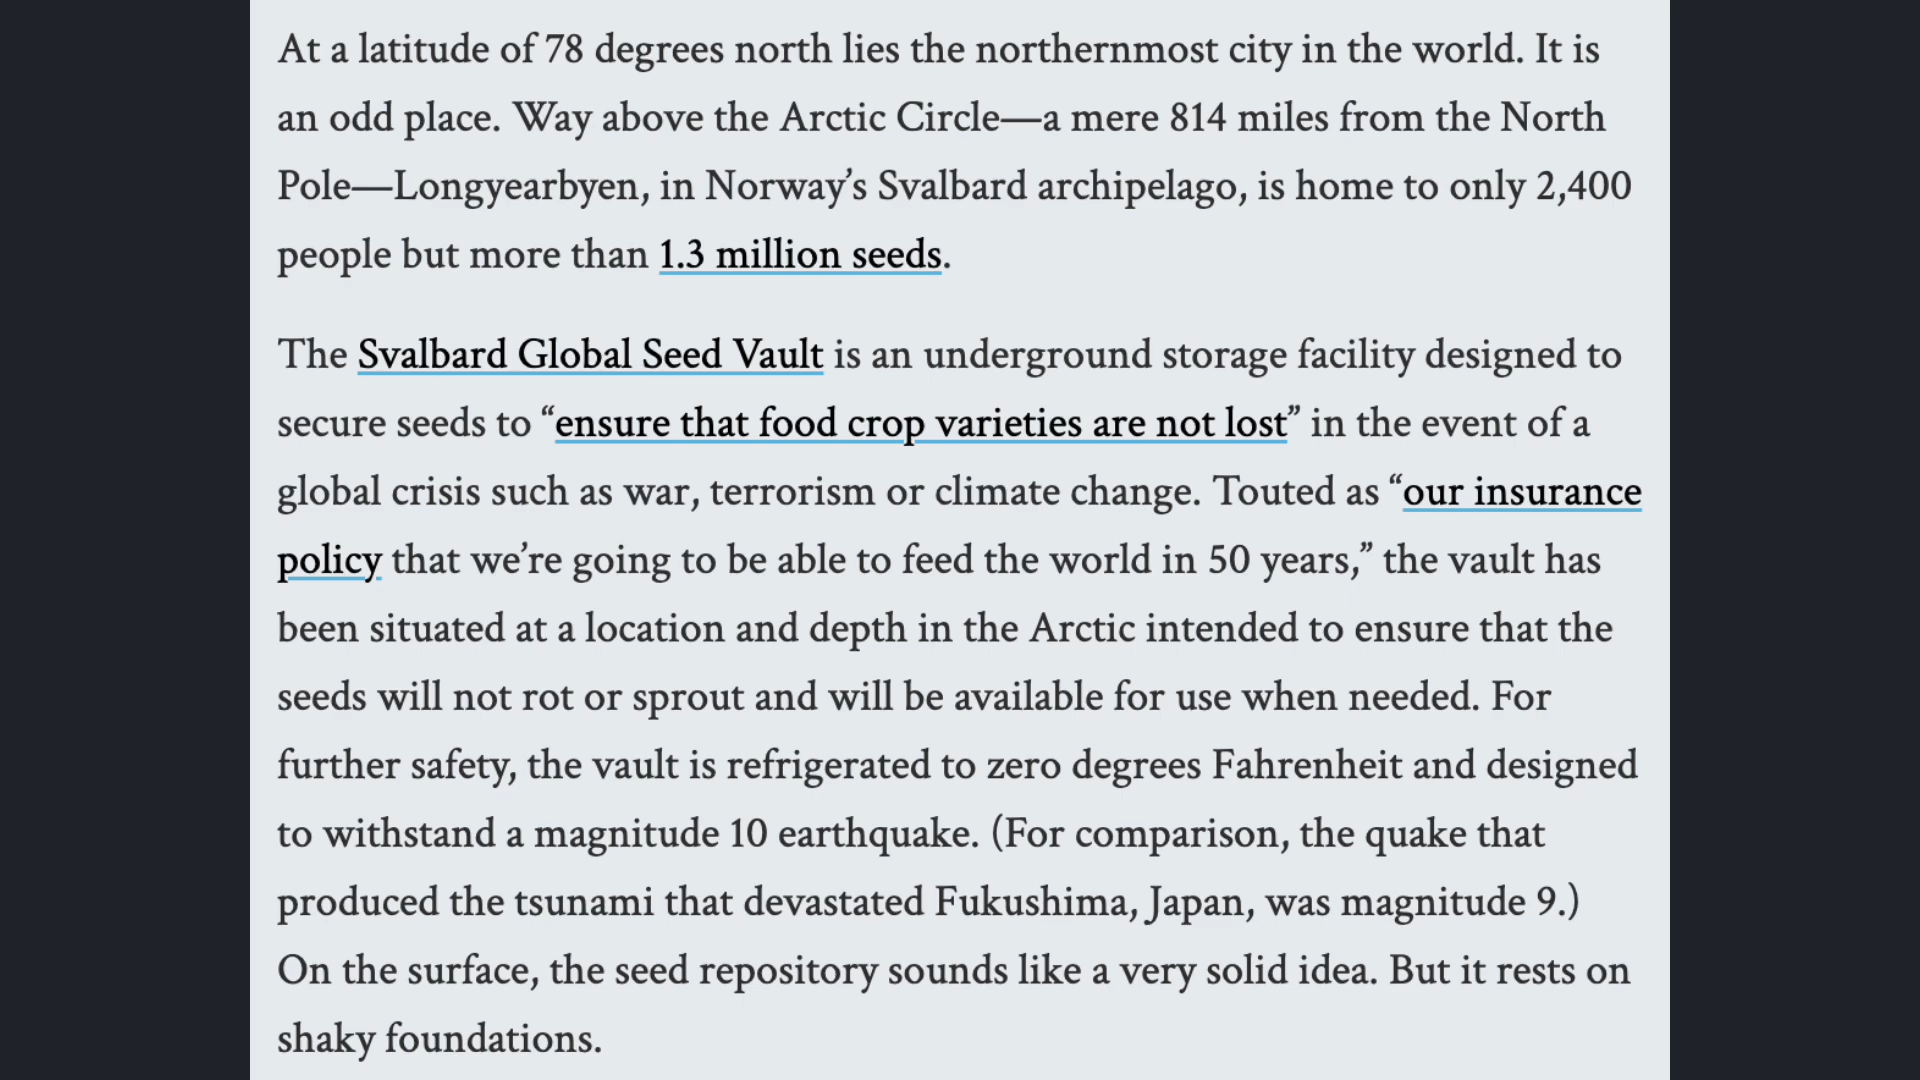 At a latitude of 78 degrees north lies the northernmost city in the world. It is
an odd place. Way above the Arctic Circle—a mere 814 miles from the North
Pole—Longyearbyen, in Norway’s Svalbard archipelago, is home to only 2,400
people but more than 1.3 million seeds.
The Svalbard Global Seed Vault is an underground storage facility designed to
secure seeds to “ensure that food crop varieties are not lost” in the event of a
global crisis such as war, terrorism or climate change. Touted as “our insurance
policy that we’re going to be able to feed the world in 50 years,” the vault has
been situated at a location and depth in the Arctic intended to ensure that the
seeds will not rot or sprout and will be available for use when needed. For
further safety, the vault is refrigerated to zero degrees Fahrenheit and designed
to withstand a magnitude 10 earthquake. (For comparison, the quake that
produced the tsunami that devastated Fukushima, Japan, was magnitude 9.)
On the surface, the seed repository sounds like a very solid idea. But it rests on
shaky foundations.